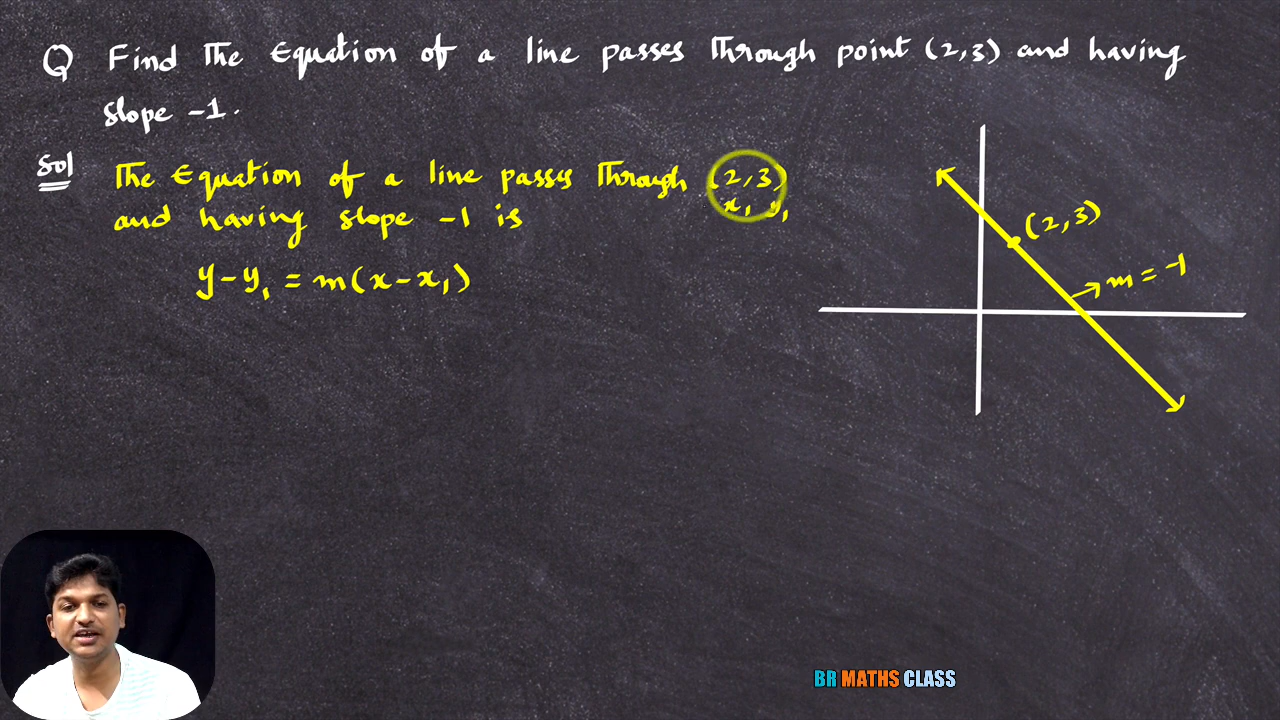 Q Find The Equation of a line passes Through point (2,3) and having
slope -1.
Sol The Equation of a line passes Through (2,3)
x₁ y₁
and having slope -1 is
y-y₁ = m(x-x₁)
(2,3)
→ m = -1
BR MATHS CLASS